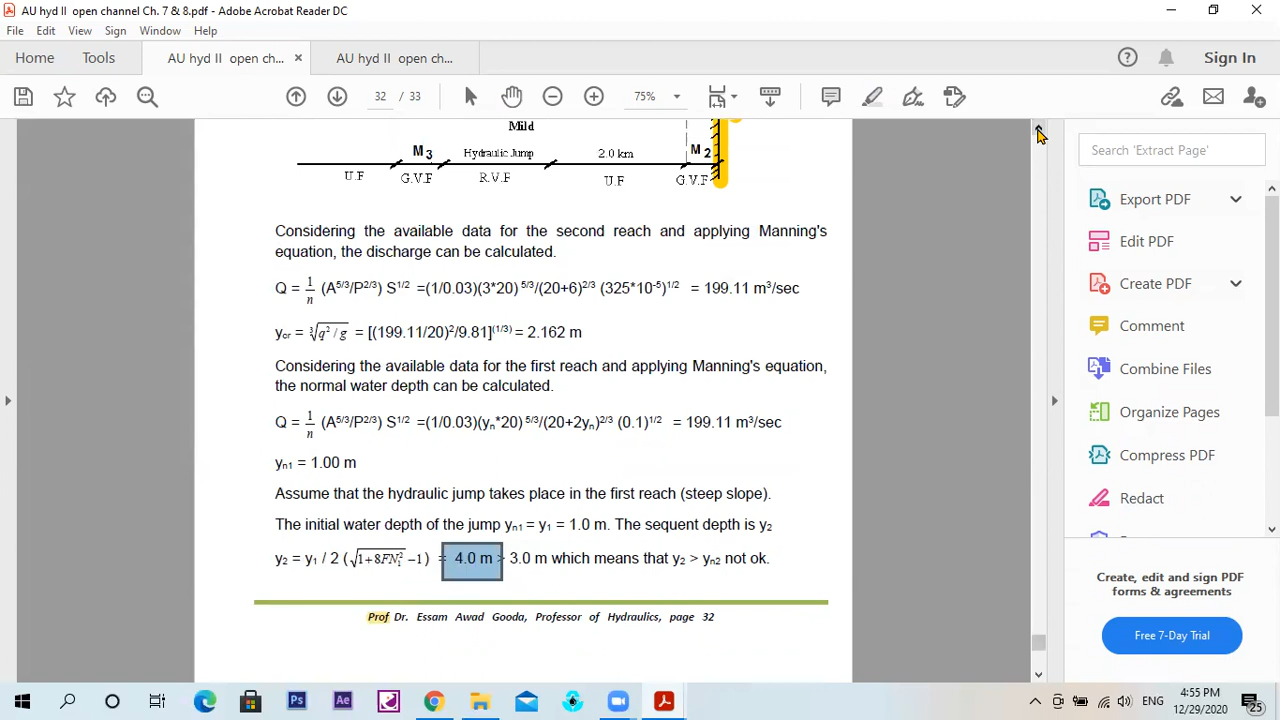 AU hyd II open channel Ch. 7 & 8.pdf - Adobe Acrobat Reader DC
File Edit View Sign Window Help
Home Tools AU hyd II open ch... × AU hyd II open ch... Sign In
32 / 33 75%
Search 'Extract Page'
Mild
M3 Hydraulic Jump 2.0 km M2
U.F G.V.F R.V.F U.F G.V.F
Considering the available data for the second reach and applying Manning's
equation, the discharge can be calculated.
Q = 1/n (A^5/3/P^2/3) S^1/2 =(1/0.03)(3*20)^5/3/(20+6)^2/3 (325*10^-5)^1/2 = 199.11 m^3/sec
ycr = ∛q²/g = [(199.11/20)^2/9.81]^(1/3) = 2.162 m
Considering the available data for the first reach and applying Manning's equation,
the normal water depth can be calculated.
Q = 1/n (A^5/3/P^2/3) S^1/2 =(1/0.03)(yn*20)^5/3/(20+2yn)^2/3 (0.1)^1/2 = 199.11 m^3/sec
yn1 = 1.00 m
Assume that the hydraulic jump takes place in the first reach (steep slope).
The initial water depth of the jump yn1 = y1 = 1.0 m. The sequent depth is y2
y2 = y1 / 2 (√1+8FN1² −1) = 4.0 m > 3.0 m which means that y2 > yn2 not ok.
Prof Dr. Essam Awad Gooda, Professor of Hydraulics, page 32
Export PDF
Edit PDF
Create PDF
Comment
Combine Files
Organize Pages
Compress PDF
Redact
Create, edit and sign PDF
forms & agreements
Free 7-Day Trial
Ps Ae
ENG
4:55 PM
12/29/2020
25